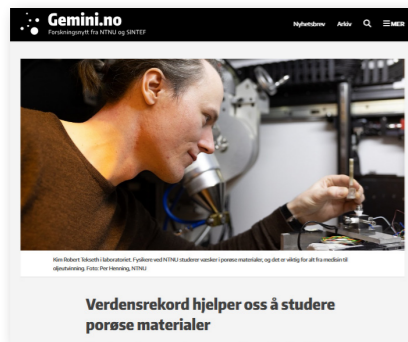 Gemini.no
Forskningsnytt fra NTNU og SINTEF
Nyhetsbrev Arkiv MER
Kim Robert Tekseth i laboratoriet. Fysikere ved NTNU studerer væsker i porøse materialer, og det er viktig for alt fra medisin til
oljeutvinning. Foto: Per Henning, NTNU
Verdensrekord hjelper oss å studere
porøse materialer